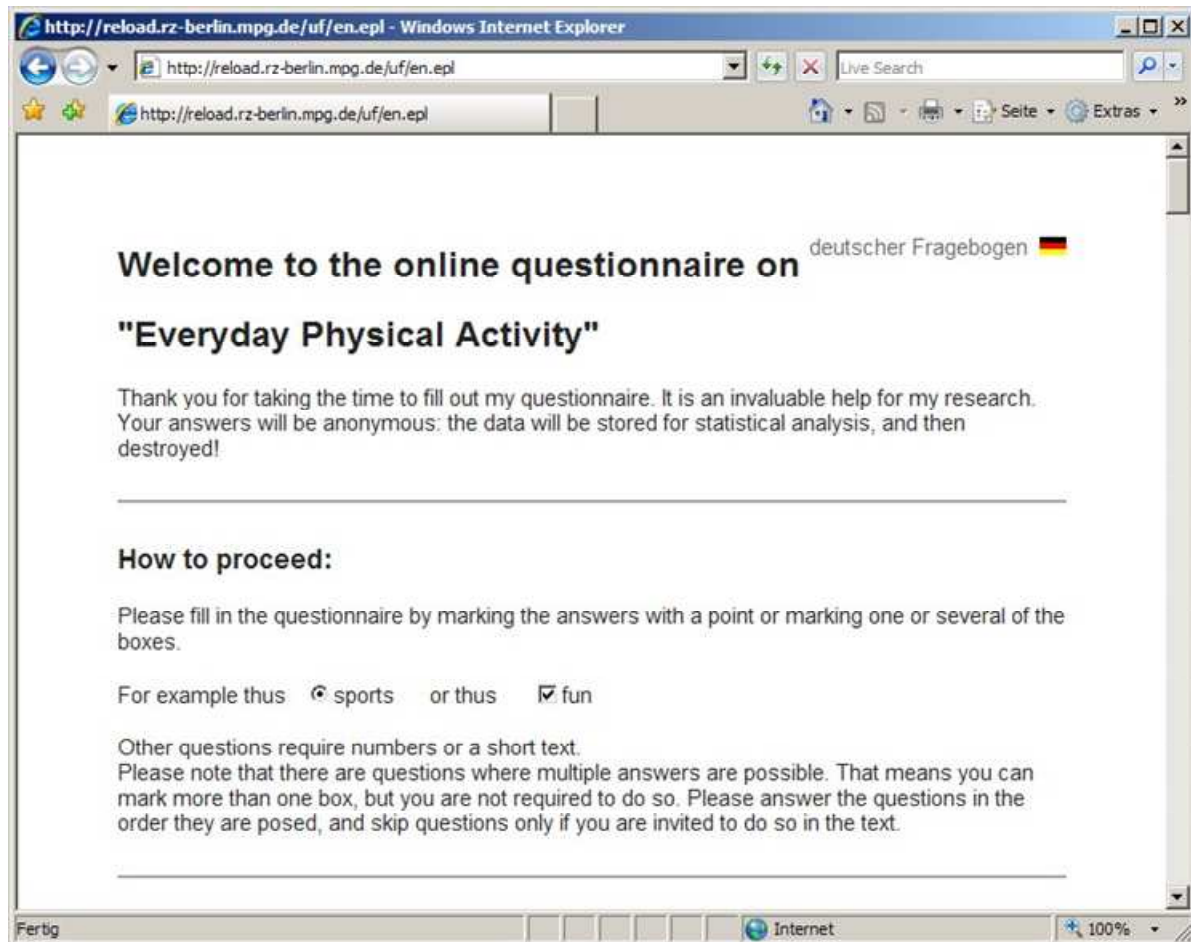 http://reload.rz-berlin.mpg.de/uf/en.epl - Windows Internet Explorer
http://reload.rz-berlin.mpg.de/uf/en.epl
Live Search
http://reload.rz-berlin.mpg.de/uf/en.epl
Seite
Extras
deutscher Fragebogen
Welcome to the online questionnaire on
"Everyday Physical Activity"
Thank you for taking the time to fill out my questionnaire. It is an invaluable help for my research.
Your answers will be anonymous: the data will be stored for statistical analysis, and then
destroyed!
How to proceed:
Please fill in the questionnaire by marking the answers with a point or marking one or several of the
boxes.
For example thus sports or thus fun
Other questions require numbers or a short text.
Please note that there are questions where multiple answers are possible. That means you can
mark more than one box, but you are not required to do so. Please answer the questions in the
order they are posed, and skip questions only if you are invited to do so in the text.
Fertig
Internet
100%